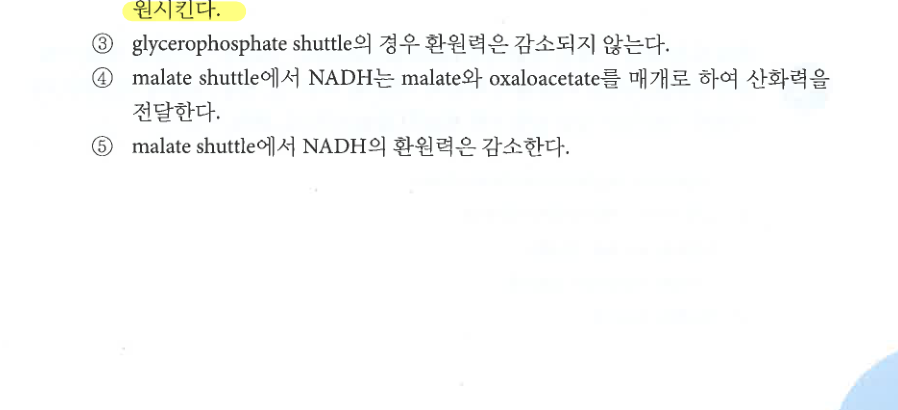 원시킨다.
③ glycerophosphate shuttle의 경우 환원력은 감소되지 않는다.
④ malate shuttle에서 NADH는 malate와 oxaloacetate를 매개로 하여 산화력을
전달한다.
⑤ malate shuttle에서 NADH의 환원력은 감소한다.